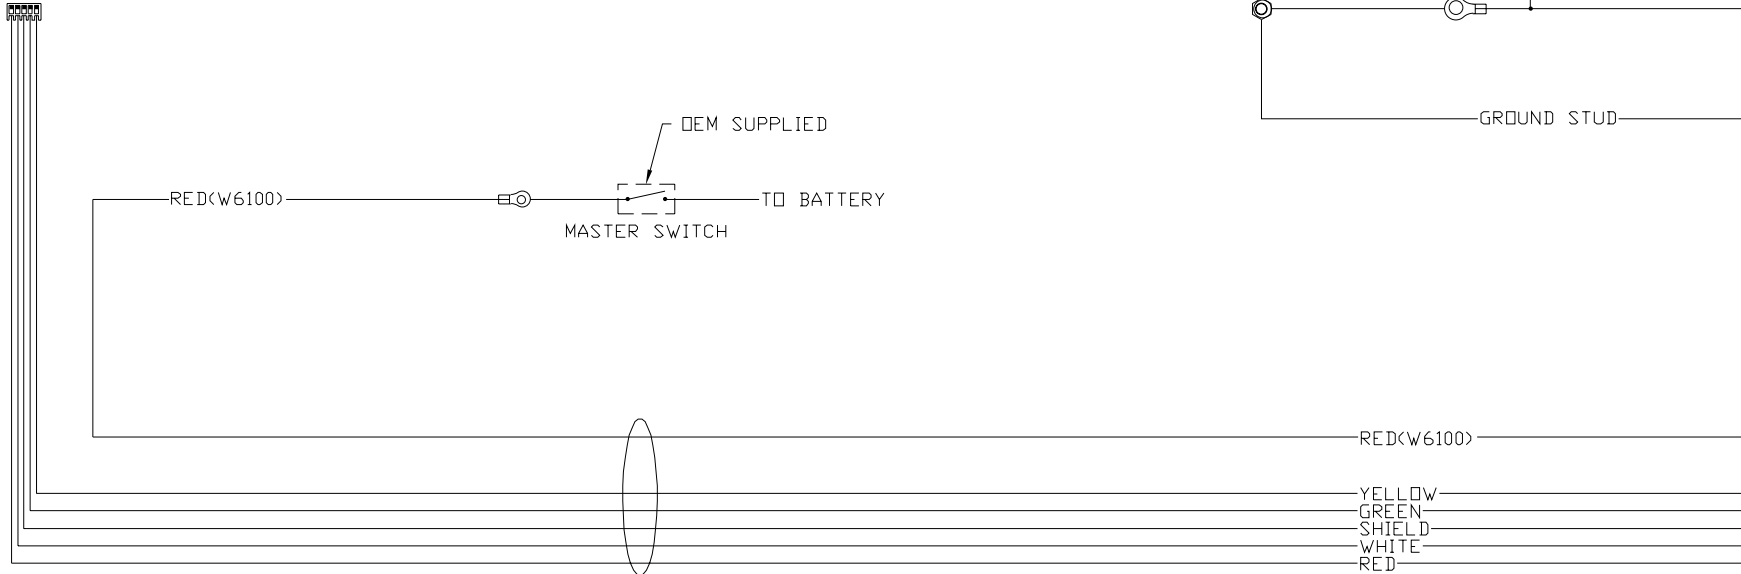 GROUND STUD
OEM SUPPLIED
RED(W6100)
TO BATTERY
MASTER SWITCH
RED(W6100)
YELLOW
GREEN
SHIELD
WHITE
RED